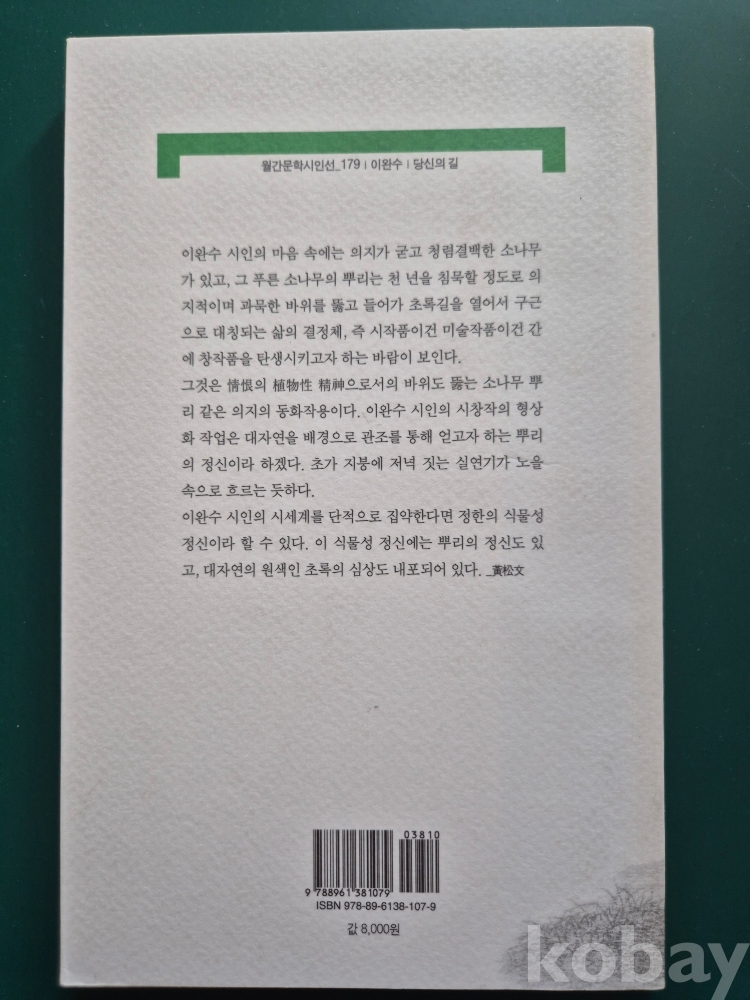 월간문학시인선_179 | 이완수 | 당신의 길
이완수 시인의 마음 속에는 의지가 굳고 청렴결백한 소나무
가 있고, 그 푸른 소나무의 뿌리는 천 년을 침묵할 정도로 의
지적이며 과묵한 바위를 뚫고 들어가 초록길을 열어서 구근
으로 대칭되는 삶의 결정체, 즉 시작품이건 미술작품이건 간
에 창작품을 탄생시키고자 하는 바람이 보인다.
그것은 情恨의 植物性 精神으로서의 바위도 뚫는 소나무 뿌
리 같은 의지의 동화작용이다. 이완수 시인의 시창작의 형상
화 작업은 대자연을 배경으로 관조를 통해 얻고자 하는 뿌리
의 정신이라 하겠다. 초가 지붕에 저녁 짓는 실연기가 노을
속으로 흐르는 듯하다.
이완수 시인의 시세계를 단적으로 집약한다면 정한의 식물성
정신이라 할 수 있다. 이 식물성 정신에는 뿌리의 정신도 있
고, 대자연의 원색인 초록의 심상도 내포되어 있다. _黃松文
03810
9 788961 381079
ISBN 978-89-6138-107-9
값 8,000원
kobay